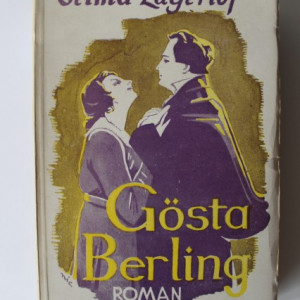 Selma Lagerlöf
Gösta
Berling
ROMAN